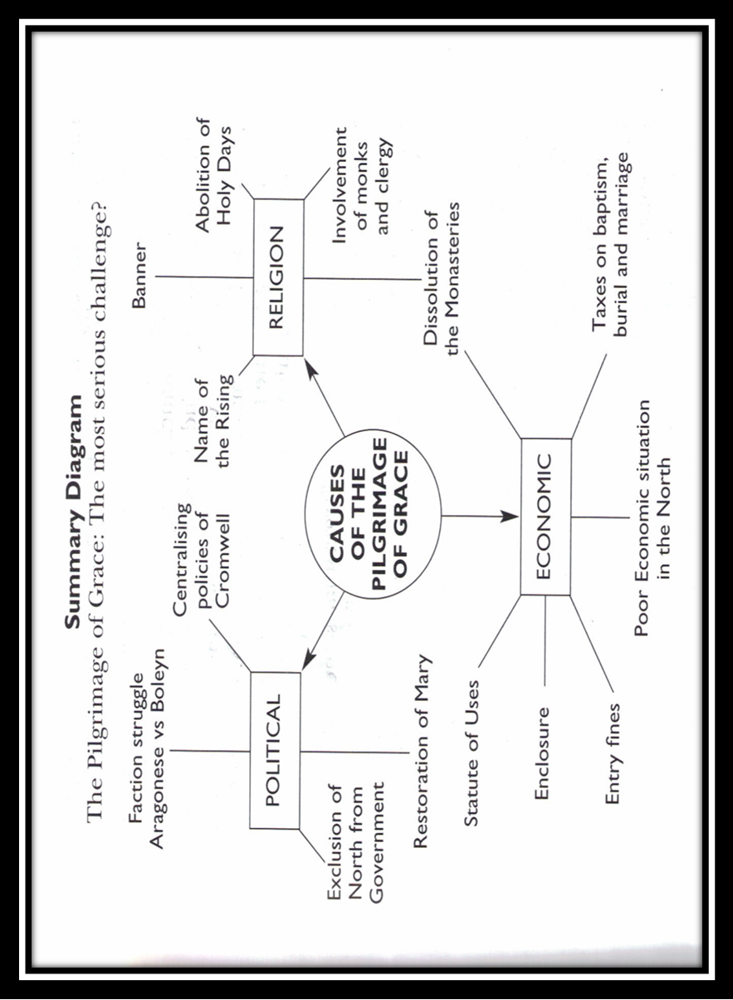 Summary Diagram
The Pilgrimage of Grace: The most serious challenge?
Faction struggle
Aragonese vs Boleyn
Centralising
policies of
Cromwell
POLITICAL
Exclusion of
North from
Government
Restoration of Mary
Name of
the Rising
Banner
Abolition of
Holy Days
RELIGION
Involvement
of monks
and clergy
Dissolution of
the Monasteries
CAUSES
OF THE
PILGRIMAGE
OF GRACE
Statute of Uses
Enclosure
Entry fines
ECONOMIC
Poor Economic situation
in the North
Taxes on baptism,
burial and marriage